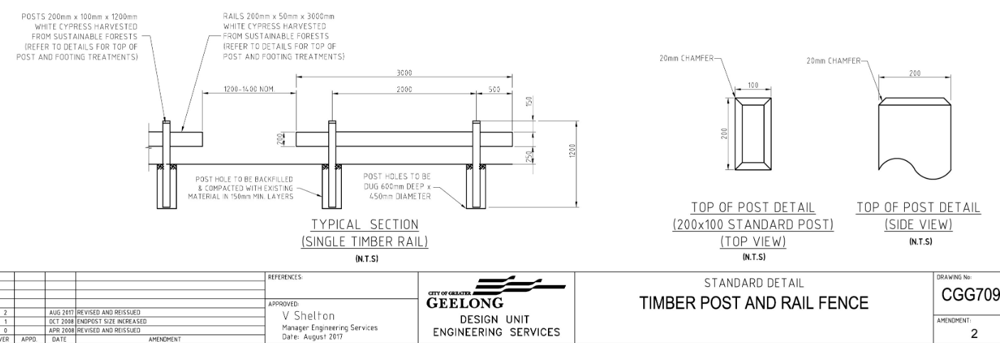 POSTS 200mm x 100mm x 1200mm
WHITE CYPRESS HARVESTED
FROM SUSTAINABLE FORESTS
(REFER TO DETAILS FOR TOP OF
POST AND FOOTING TREATMENTS)
RAILS 200mm x 50mm x 3000mm
WHITE CYPRESS HARVESTED
FROM SUSTAINABLE FORESTS
(REFER TO DETAILS FOR TOP OF
POST AND FOOTING TREATMENTS)
3000
1200-1400 NOM.
2000
500
150
200
250
1200
POST HOLE TO BE BACKFILLED
& COMPACTED WITH EXISTING
MATERIAL IN 150mm MIN. LAYERS
POST HOLES TO BE
DUG 600mm DEEP x
450mm DIAMETER
TYPICAL SECTION
(SINGLE TIMBER RAIL)
(N.T.S)
20mm CHAMFER
100
200
TOP OF POST DETAIL
(200x100 STANDARD POST)
(TOP VIEW)
(N.T.S)
20mm CHAMFER
200
TOP OF POST DETAIL
(SIDE VIEW)
(N.T.S)
2 AUG 2017 REVISED AND REISSUED
1 OCT 2008 ENDPOST SIZE INCREASED
0 APR 2008 REVISED AND REISSUED
VER APPD. DATE AMENDMENT
REFERENCES:
APPROVED:
V Shelton
Manager Engineering Services
Date: August 2017
CITY OF GREATER
GEELONG
DESIGN UNIT
ENGINEERING SERVICES
STANDARD DETAIL
TIMBER POST AND RAIL FENCE
DRAWING No:
CGG709
AMENDMENT:
2